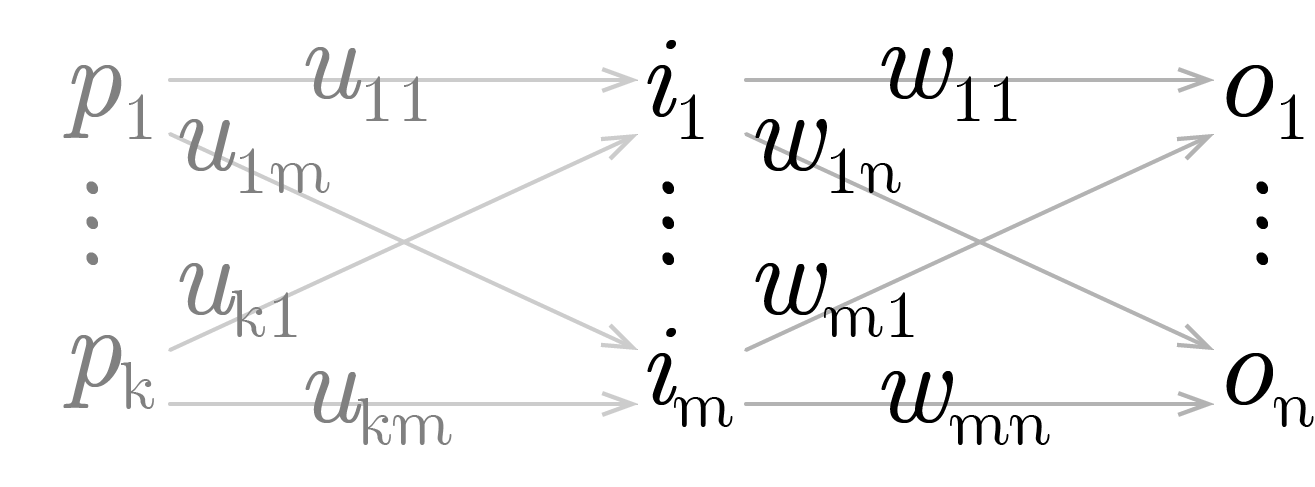 p₁ u₁₁ i₁ w₁₁ o₁
u₁ₘ w₁ₙ
⋮ ⋮ ⋮
uₖ₁ wₘ₁
pₖ uₖₘ iₘ wₘₙ oₙ